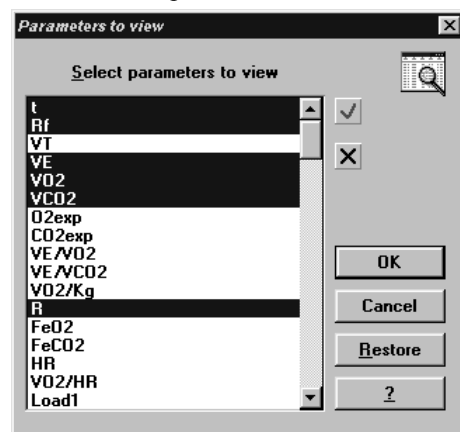 Parameters to view
Select parameters to view
t
Rf
VT
VE
VO2
VCO2
O2exp
CO2exp
VE/VO2
VE/VCO2
VO2/Kg
R
FeO2
FeCO2
HR
VO2/HR
Load1
OK
Cancel
Restore
?